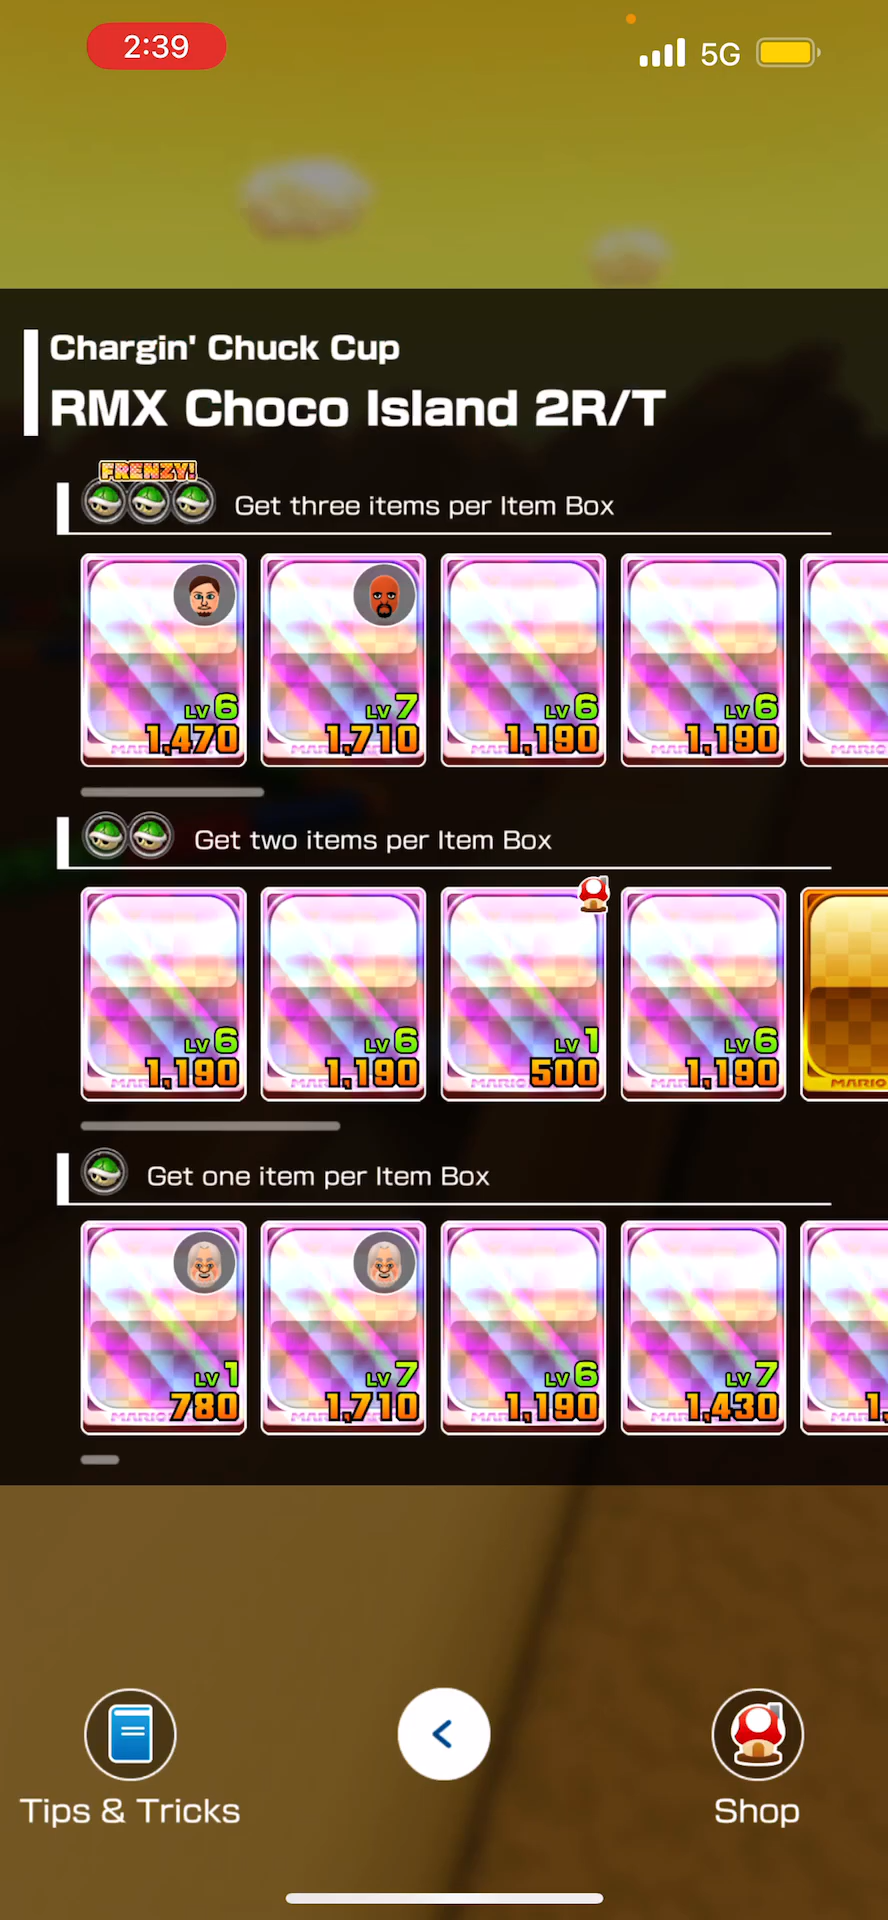 2:39
5G
Chargin' Chuck Cup
RMX Choco Island 2R/T
FRENZY!
Get three items per Item Box
LV 6 LV 7 LV 6 LV 6
1,470 1,710 1,190 1,190
MARIO
Get two items per Item Box
LV 6 LV 6 LV 1 LV 6
1,190 1,190 500 1,190
MARIO
Get one item per Item Box
LV 1 LV 7 LV 6 LV 7
780 1,710 1,190 1,430
MARIO
Tips & Tricks
<
Shop